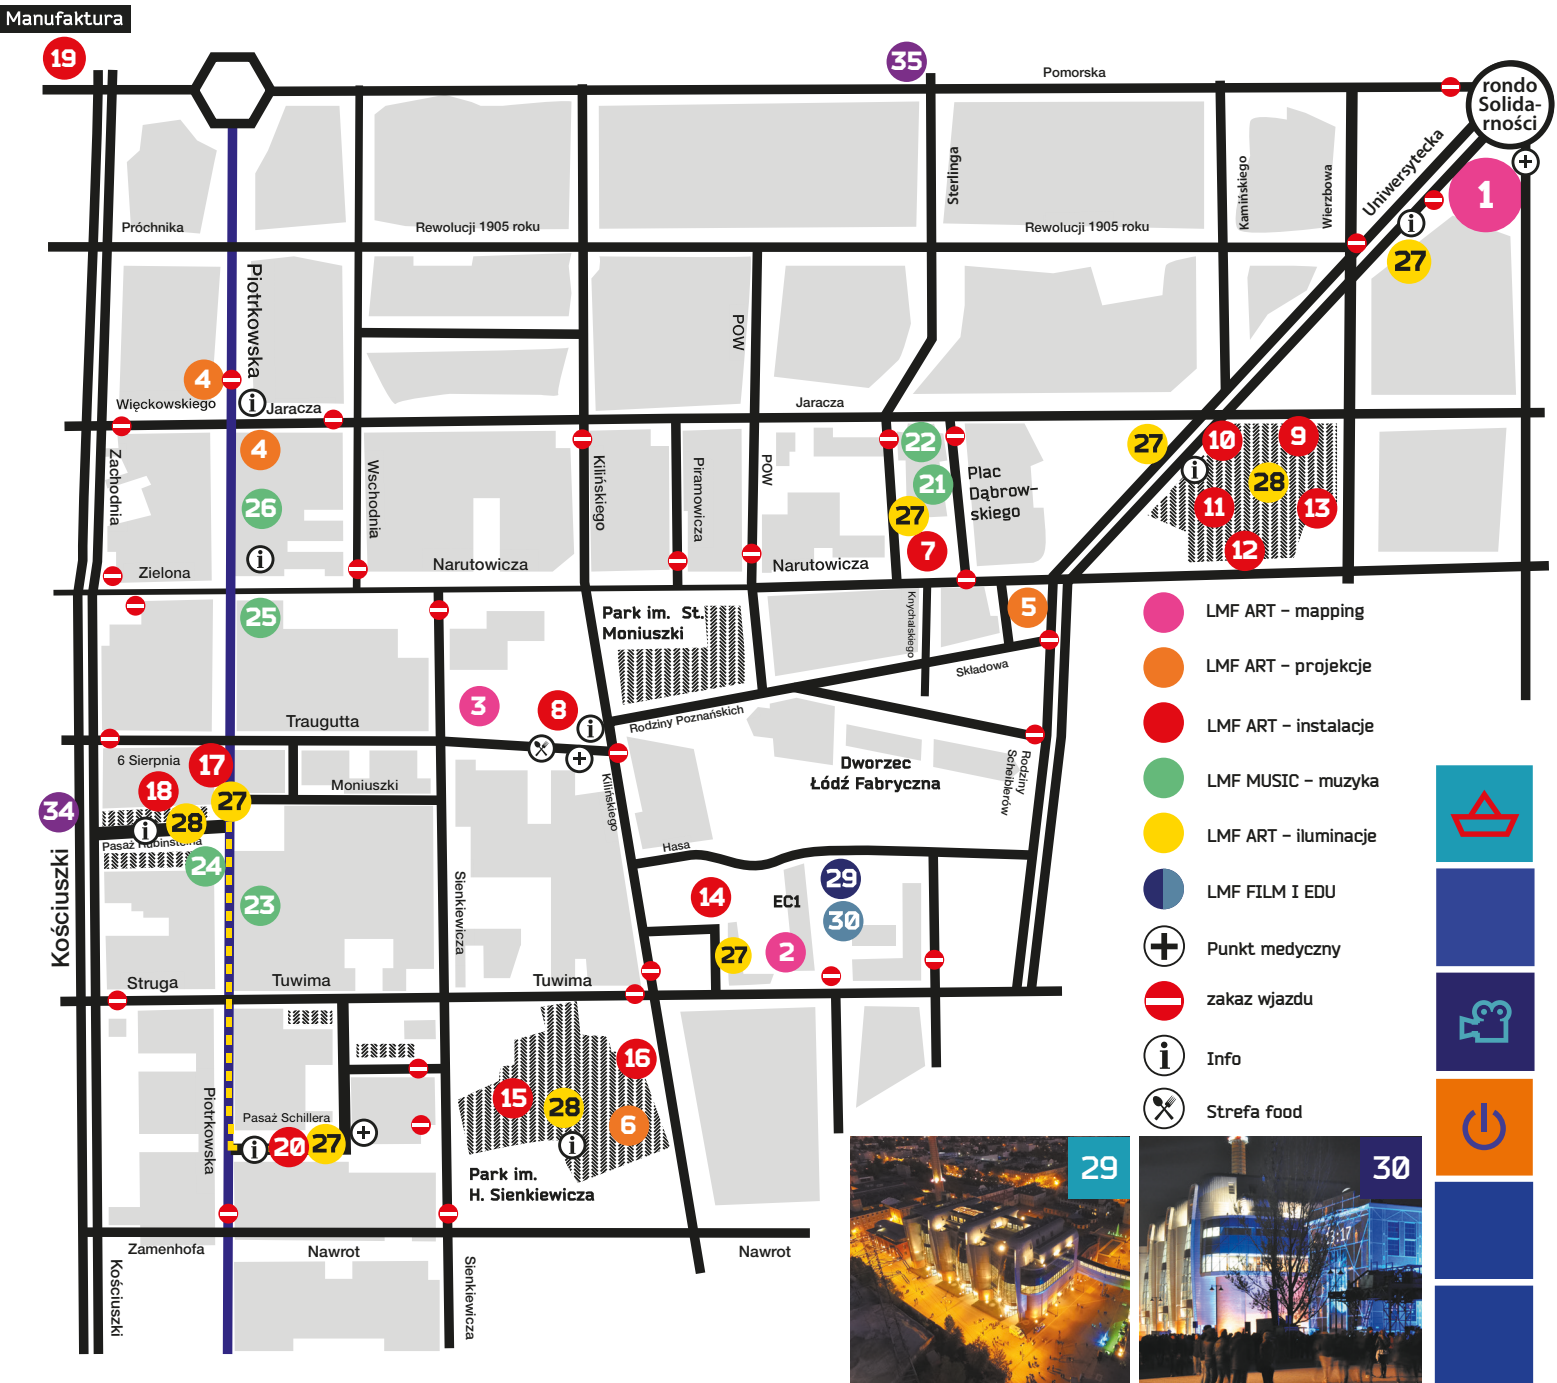 Manufaktura
19
35
Pomorska
rondo
Solida-
rności
1
Uniwersytecka
Sterlinga
Kamińskiego
Wierzbowa
Próchnika
Rewolucji 1905 roku
Rewolucji 1905 roku
27
Piotrkowska
POW
4
Więckowskiego
i
Jaracza
Jaracza
4
Zachodnia
26
i
Wschodnia
Kilińskiego
Piramowicza
POW
22
21
27
7
Plac
Dąbrow-
skiego
27
10
9
i
28
11
13
12
Zielona
Narutowicza
Narutowicza
25
Park im. St.
Moniuszki
Knychalskiego
5
Składowa
3
8
i
Rodziny Poznańskich
Traugutta
6 Sierpnia
17
18
27
28
Moniuszki
34
i
Pasaż Rubinsteina
24
23
Kościuszki
Kilińskiego
Dworzec
Łódź Fabryczna
Rodziny
Scheiblerów
Hasa
Sienkiewicza
14
EC1
29
30
27
2
Struga
Tuwima
Tuwima
16
15
28
6
i
Piotrkowska
Pasaż Schillera
i
20
27
Park im.
H. Sienkiewicza
Zamenhofa
Nawrot
Nawrot
Kościuszki
Sienkiewicza
LMF ART – mapping
LMF ART – projekcje
LMF ART – instalacje
LMF MUSIC – muzyka
LMF ART – iluminacje
LMF FILM I EDU
Punkt medyczny
zakaz wjazdu
i
Info
Strefa food
29
30